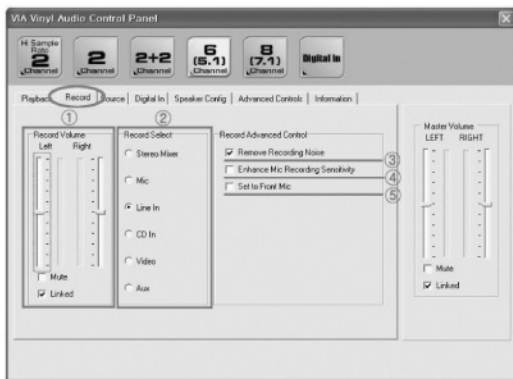 VIA Vinyl Audio Control Panel
Hi Sample
Rate
2
Channel
2
Channel
2+2
Channel
6
(5.1)
Channel
8
(7.1)
Channel
Digital In
Playback Record Source Digital In Speaker Config Advanced Controls Information
① ②
Record Volume
Left Right
Mute
Linked
Record Select
Stereo Mixer
Mic
Line In
CD In
Video
Aux
Record Advanced Control
Remove Recording Noise
③
Enhance Mic Recording Sensitivity
④
Set to Front Mic
⑤
Master Volume
LEFT RIGHT
Mute
Linked